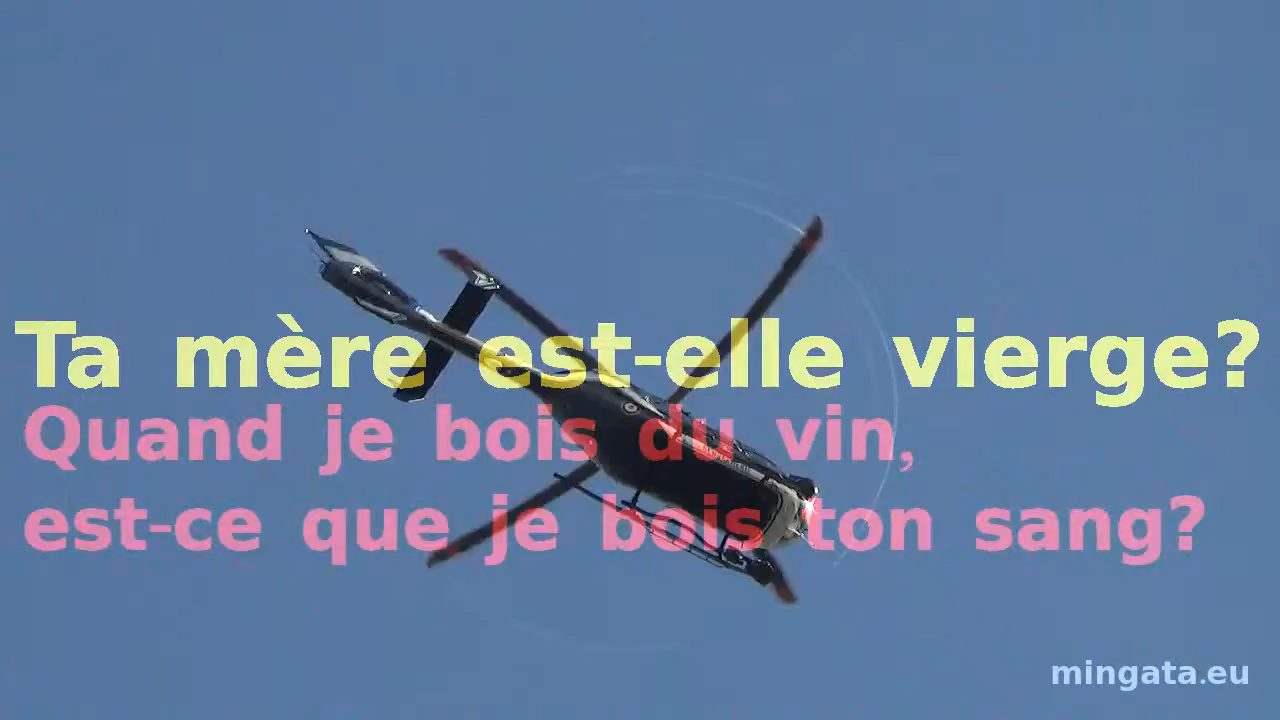 Ta mère est-elle vierge?
Quand je bois du vin,
est-ce que je bois ton sang?
mingata.eu